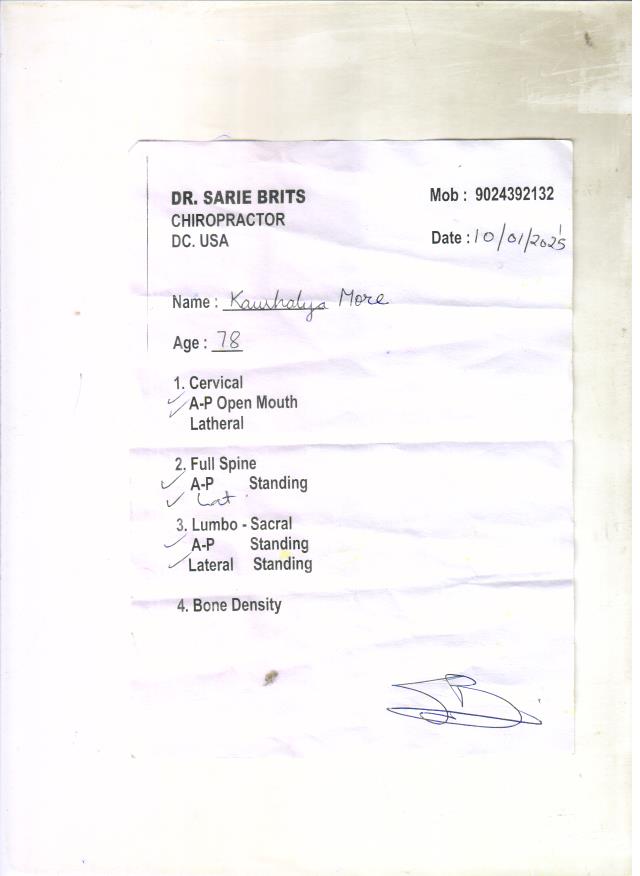 DR. SARIE BRITS
CHIROPRACTOR
DC. USA
Mob : 9024392132
Date : 10/01/2025
Name : Kaushalya More
Age : 78
1. Cervical
✓ A-P Open Mouth
✓ Latheral
2. Full Spine
✓ A-P Standing
✓ Lat.
3. Lumbo - Sacral
✓ A-P Standing
✓ Lateral Standing
4. Bone Density